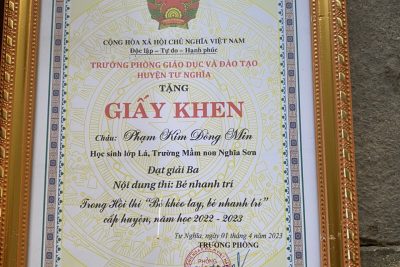 CỘNG HÒA XÃ HỘI CHỦ NGHĨA VIỆT NAM
Độc lập - Tự do - Hạnh phúc
TRƯỞNG PHÒNG GIÁO DỤC VÀ ĐÀO TẠO
HUYỆN TƯ NGHĨA
TẶNG
GIẤY KHEN
Cháu: Phạm Kim Dòng Mên
Học sinh lớp Lá, Trường Mầm non Nghĩa Sơn
Đạt giải Ba
Nội dung thi: Bé nhanh trí
Trong Hội thi "Bé khéo tay, bé nhanh trí"
cấp huyện, năm học 2022 - 2023
Tư Nghĩa, ngày 01 tháng 4 năm 2023
TRƯỞNG PHÒNG
PHÒNG